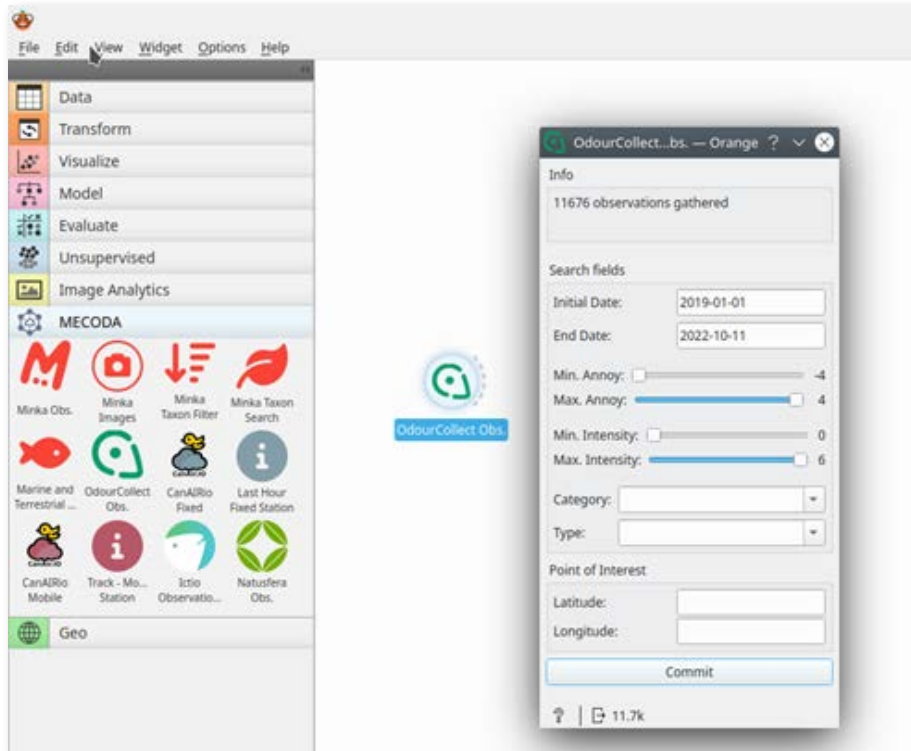 File Edit View Widget Options Help
Data
Transform
Visualize
Model
Evaluate
Unsupervised
Image Analytics
MECODA
Minka Obs.
Minka
Images
Minka
Taxon Filter
Minka Taxon
Search
Marine and
Terrestrial ...
OdourCollect
Obs.
CanAIRio
Fixed
Last Hour
Fixed Station
CanAIRio
Mobile
Track - Mo...
Station
Ictio
Observatio...
Natusfera
Obs.
Geo
OdourCollect Obs.
OdourCollect...bs. — Orange
Info
11676 observations gathered
Search fields
Initial Date: 2019-01-01
End Date: 2022-10-11
Min. Annoy: -4
Max. Annoy: 4
Min. Intensity: 0
Max. Intensity: 6
Category:
Type:
Point of Interest
Latitude:
Longitude:
Commit
? | 11.7k